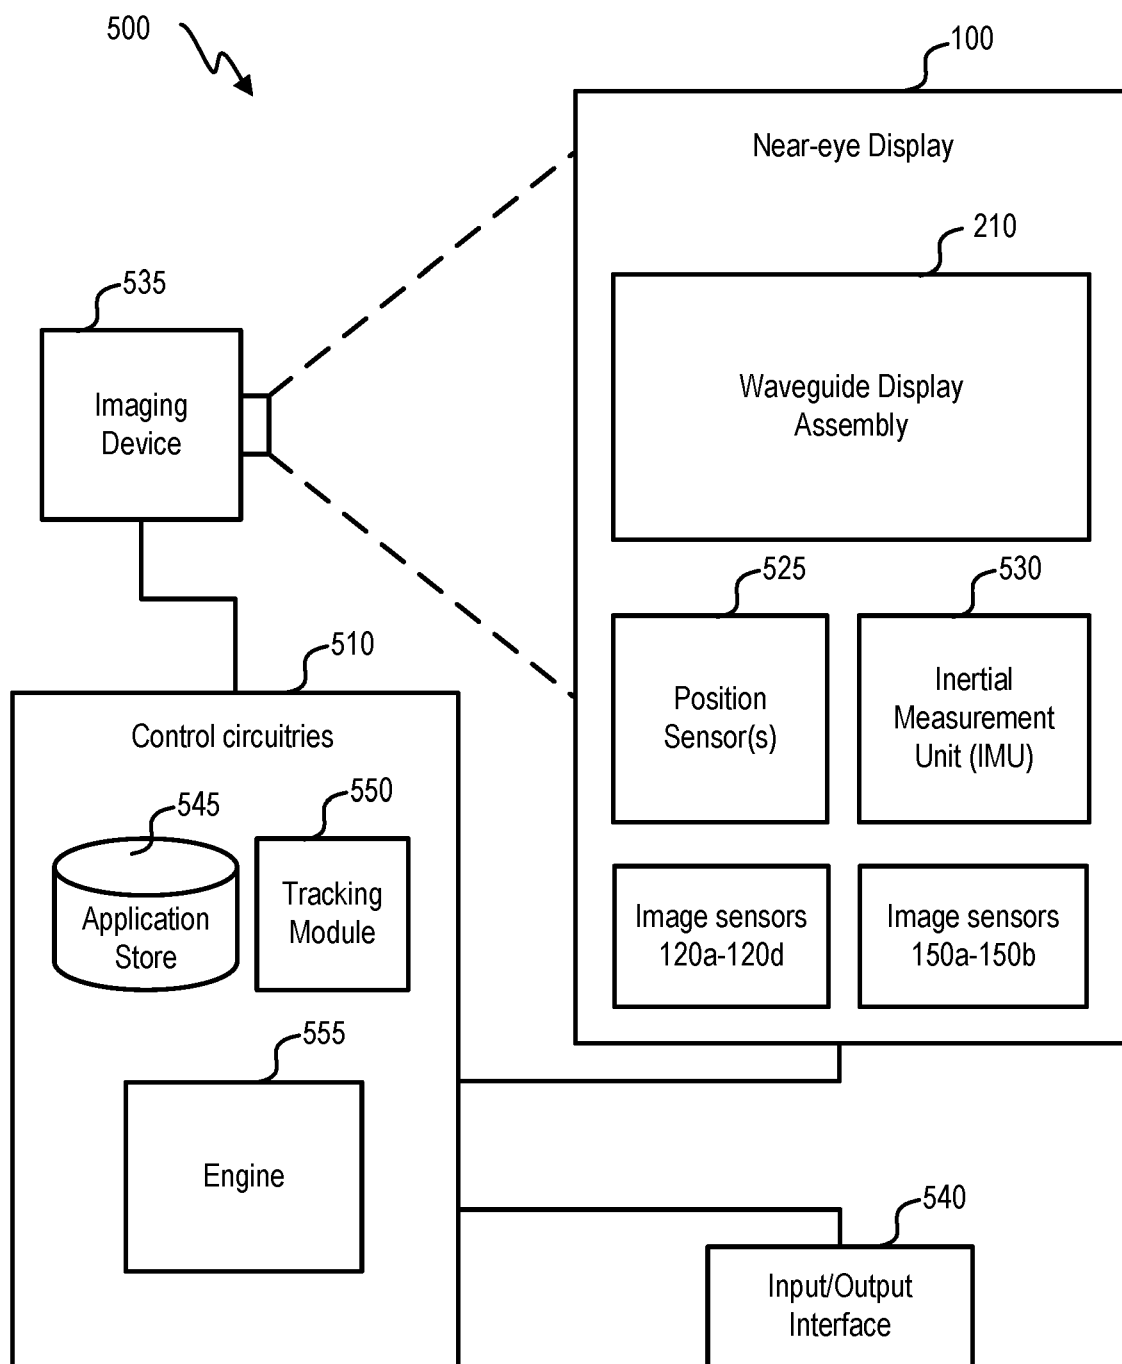 500
100
Near-eye Display
210
Waveguide Display
Assembly
535
Imaging
Device
525
530
Position
Sensor(s)
Inertial
Measurement
Unit (IMU)
510
Control circuitries
545
550
Application
Store
Tracking
Module
Image sensors
120a-120d
Image sensors
150a-150b
555
Engine
540
Input/Output
Interface